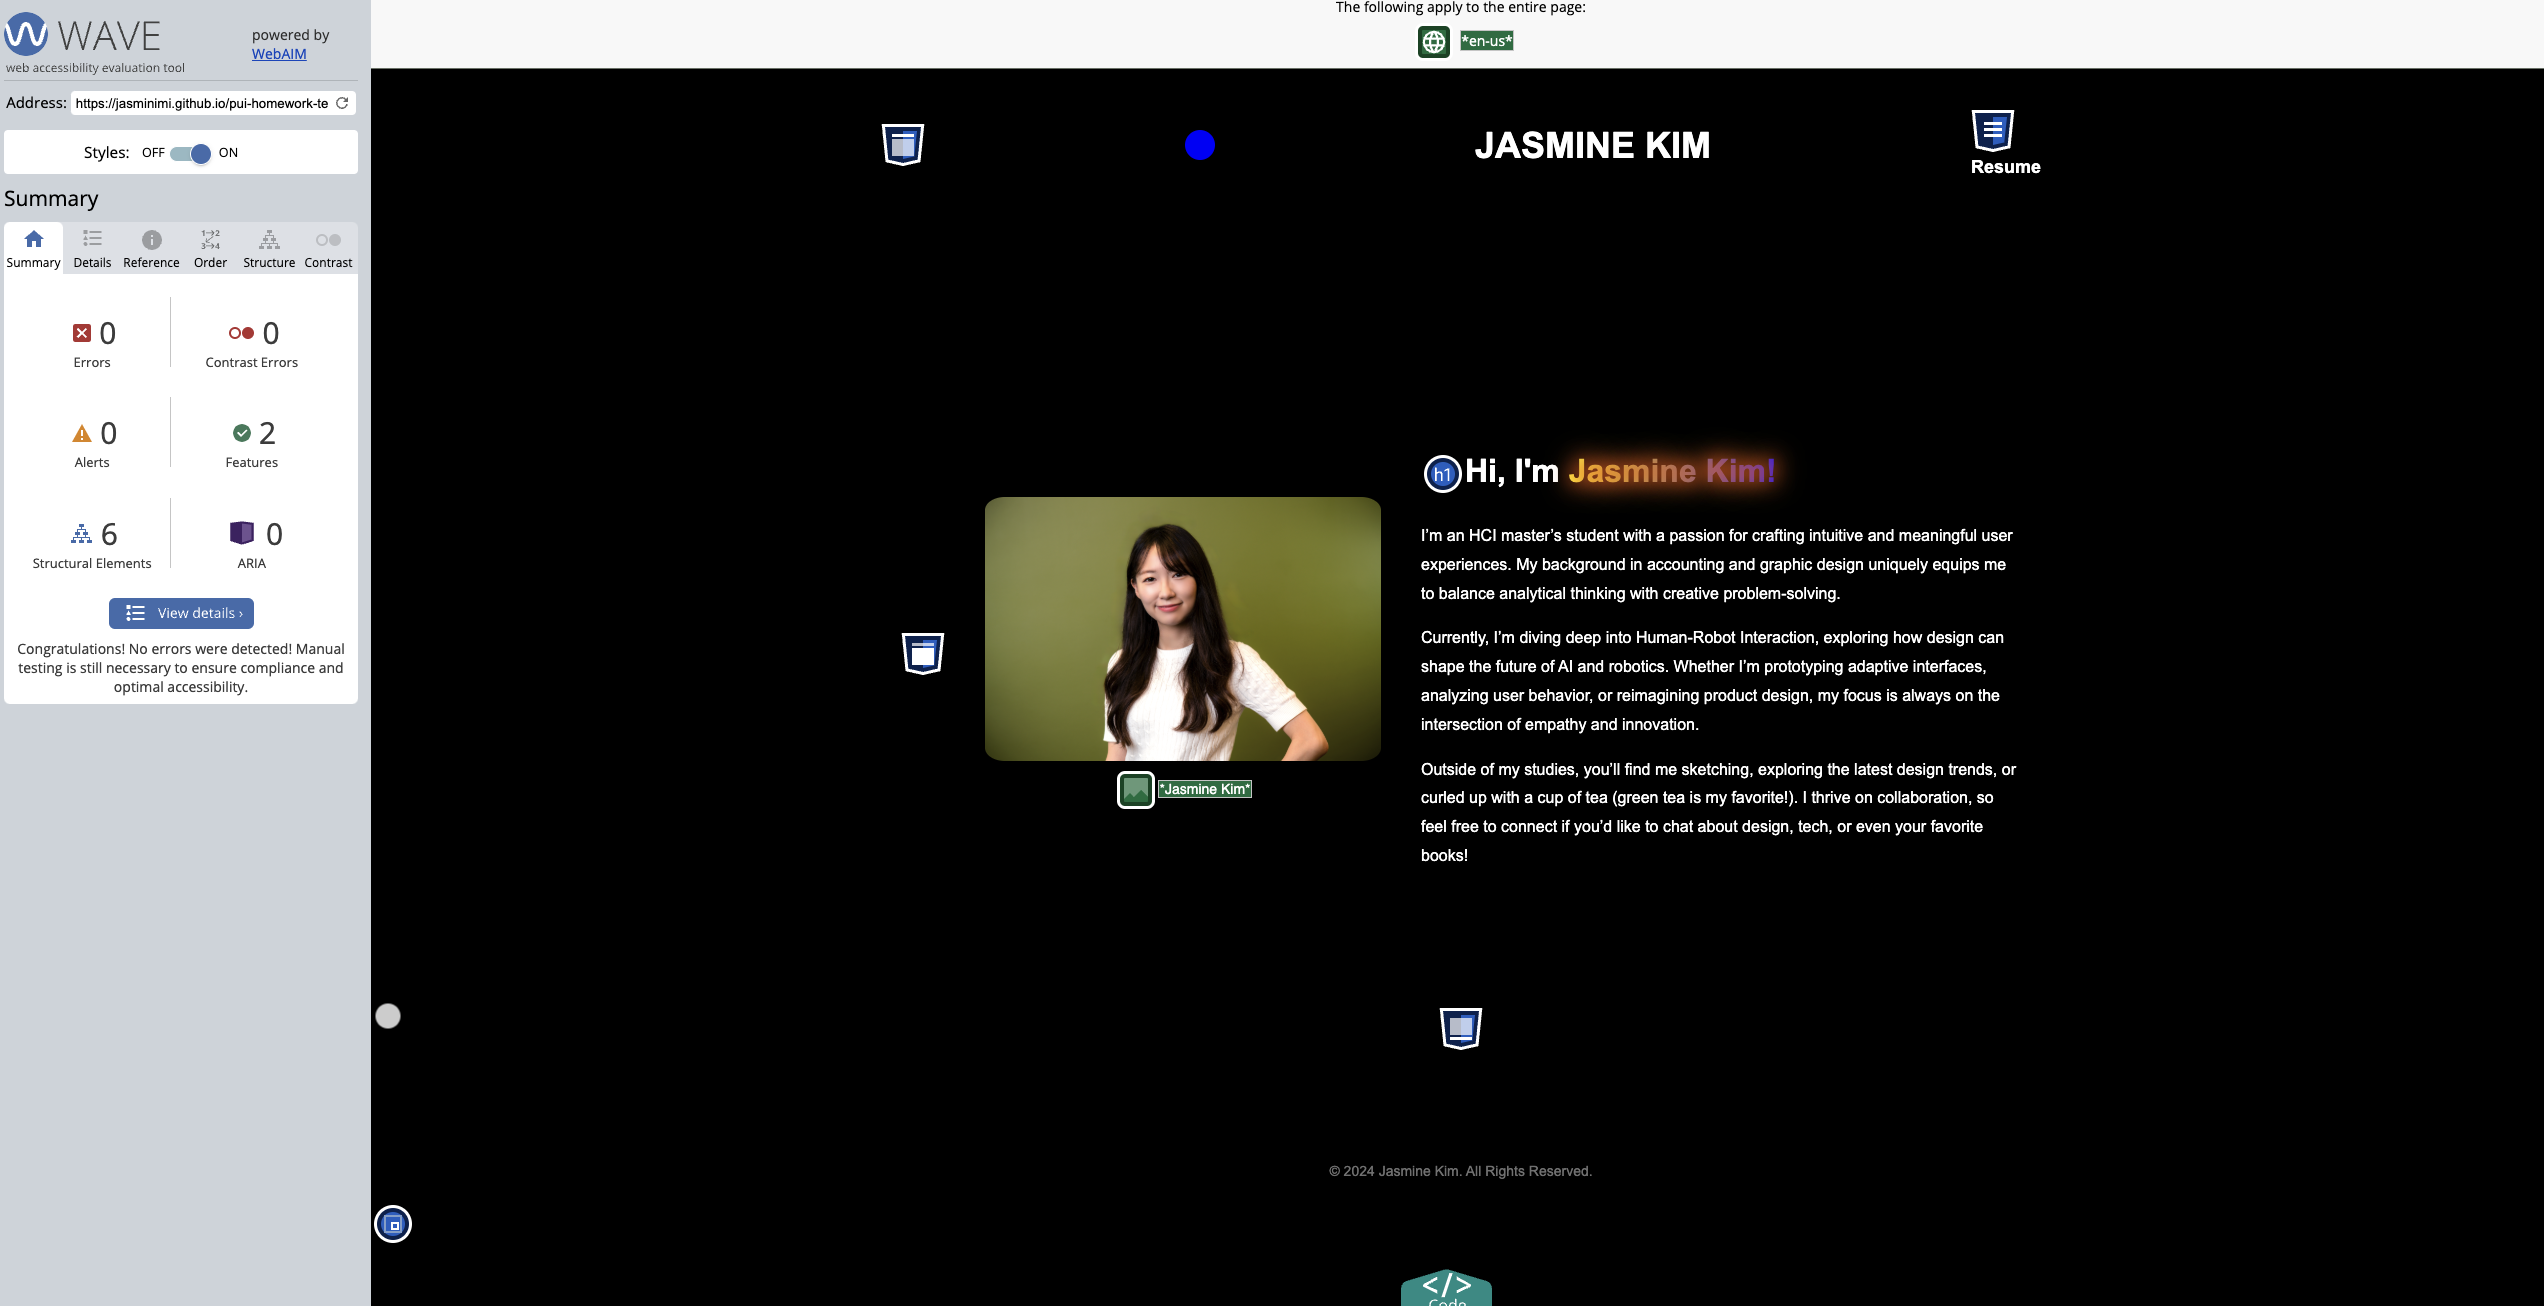 WAVE
web accessibility evaluation tool
powered by
WebAIM
Address: https://jasminimi.github.io/pui-homework-te
Styles: OFF ON
Summary
Summary Details Reference Order Structure Contrast
0 Errors
0 Contrast Errors
0 Alerts
2 Features
6 Structural Elements
0 ARIA
View details ›
Congratulations! No errors were detected! Manual
testing is still necessary to ensure compliance and
optimal accessibility.
The following apply to the entire page:
*en-us*
JASMINE KIM
Resume
h1 Hi, I'm Jasmine Kim!
I’m an HCI master’s student with a passion for crafting intuitive and meaningful user
experiences. My background in accounting and graphic design uniquely equips me
to balance analytical thinking with creative problem-solving.
Currently, I’m diving deep into Human-Robot Interaction, exploring how design can
shape the future of AI and robotics. Whether I’m prototyping adaptive interfaces,
analyzing user behavior, or reimagining product design, my focus is always on the
intersection of empathy and innovation.
Outside of my studies, you’ll find me sketching, exploring the latest design trends, or
curled up with a cup of tea (green tea is my favorite!). I thrive on collaboration, so
feel free to connect if you’d like to chat about design, tech, or even your favorite
books!
*Jasmine Kim*
© 2024 Jasmine Kim. All Rights Reserved.
</>
Code